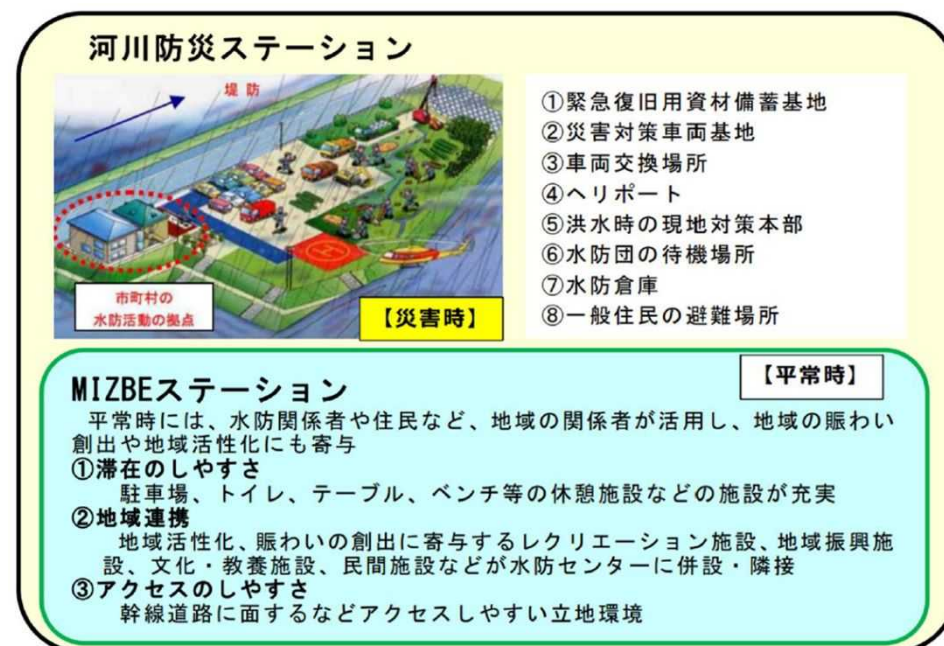 河川防災ステーション
堤防
市町村の
水防活動の拠点
【災害時】
①緊急復旧用資材備蓄基地
②災害対策車両基地
③車両交換場所
④ヘリポート
⑤洪水時の現地対策本部
⑥水防団の待機場所
⑦水防倉庫
⑧一般住民の避難場所
【平常時】
MIZBEステーション
平常時には、水防関係者や住民など、地域の関係者が活用し、地域の賑わい
創出や地域活性化にも寄与
①滞在のしやすさ
駐車場、トイレ、テーブル、ベンチ等の休憩施設などの施設が充実
②地域連携
地域活性化、賑わいの創出に寄与するレクリエーション施設、地域振興施
設、文化・教養施設、民間施設などが水防センターに併設・隣接
③アクセスのしやすさ
幹線道路に面するなどアクセスしやすい立地環境